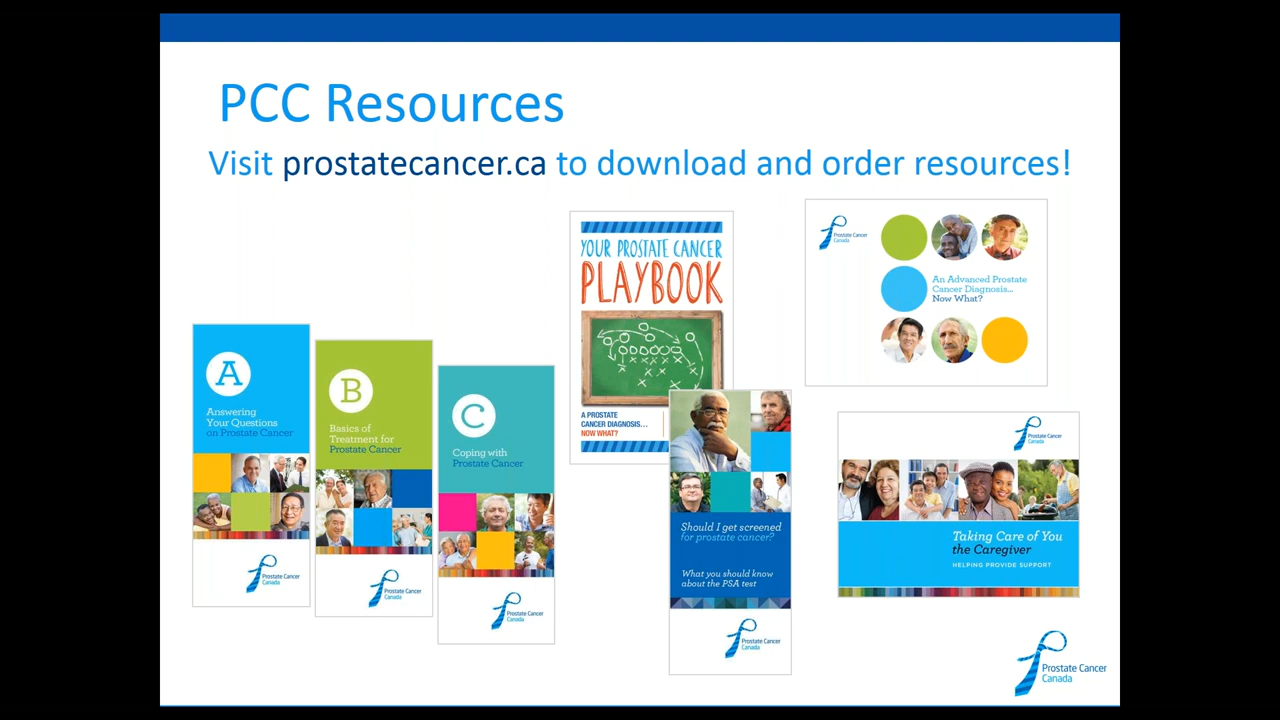 PCC Resources
Visit prostatecancer.ca to download and order resources!
A
Answering
Your Questions
on Prostate Cancer
Prostate Cancer
Canada
B
Basics of
Treatment for
Prostate Cancer
Prostate Cancer
Canada
C
Coping with
Prostate Cancer
Prostate Cancer
Canada
YOUR PROSTATE CANCER
PLAYBOOK
A PROSTATE
CANCER DIAGNOSIS...
NOW WHAT?
Should I get screened
for prostate cancer?
What you should know
about the PSA test
Prostate Cancer
Canada
Prostate Cancer
Canada
An Advanced Prostate
Cancer Diagnosis...
Now What?
Prostate Cancer
Canada
Taking Care of You
the Caregiver
HELPING PROVIDE SUPPORT
Prostate Cancer
Canada